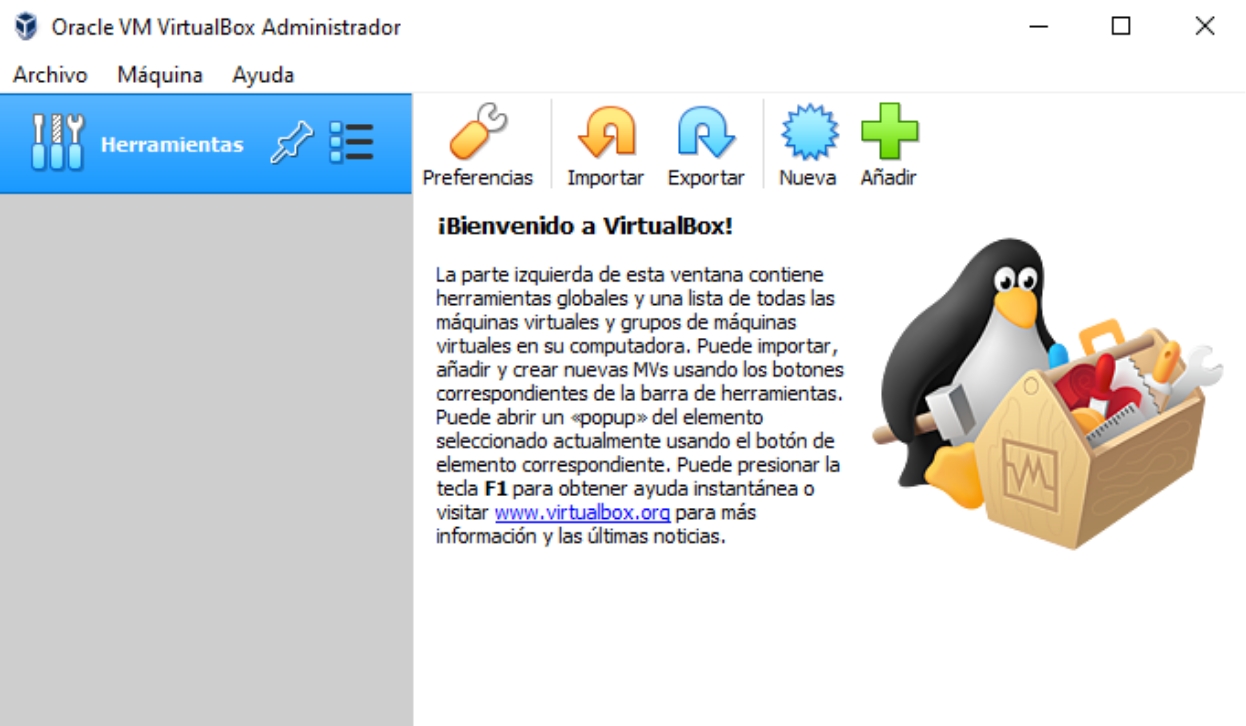 Oracle VM VirtualBox Administrador
Archivo Máquina Ayuda
Herramientas
Preferencias Importar Exportar Nueva Añadir
¡Bienvenido a VirtualBox!
La parte izquierda de esta ventana contiene
herramientas globales y una lista de todas las
máquinas virtuales y grupos de máquinas
virtuales en su computadora. Puede importar,
añadir y crear nuevas MVs usando los botones
correspondientes de la barra de herramientas.
Puede abrir un «popup» del elemento
seleccionado actualmente usando el botón de
elemento correspondiente. Puede presionar la
tecla F1 para obtener ayuda instantánea o
visitar www.virtualbox.org para más
información y las últimas noticias.